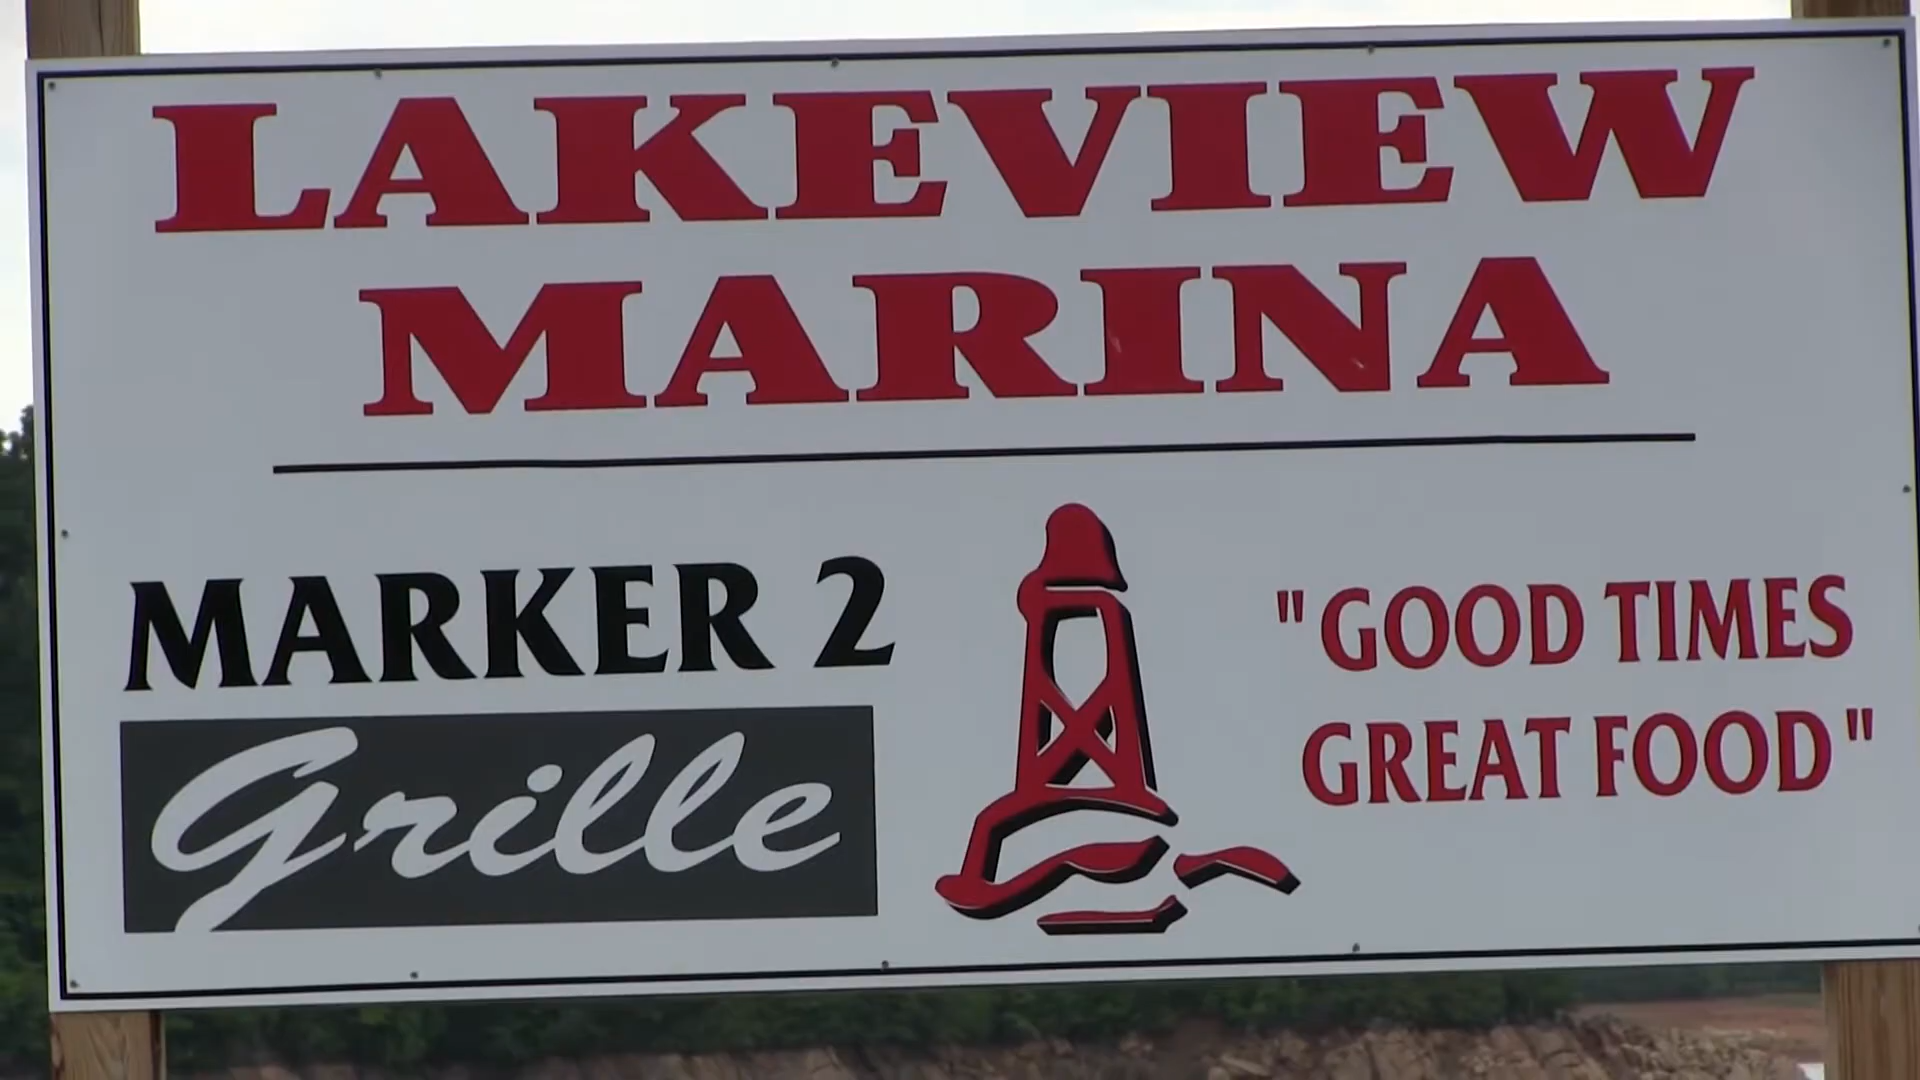 LAKEVIEW
MARINA
MARKER 2
Grille
"GOOD TIMES
GREAT FOOD"